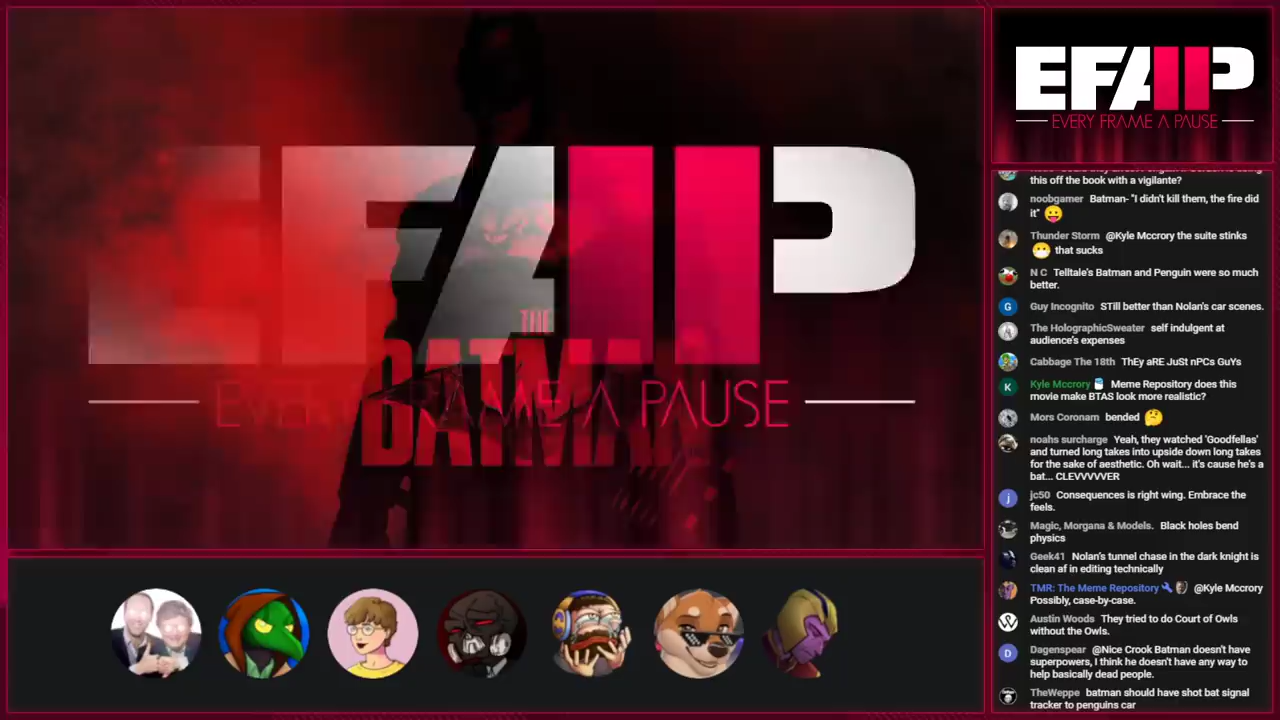 EFAP
THE
BATMAN
EVERY FRAME A PAUSE
EFAP
EVERY FRAME A PAUSE
this off the book with a vigilante?
noobgamer Batman- "I didn't kill them, the fire did
it" 😛
Thunder Storm @Kyle Mccrory the suite stinks
😷 that sucks
N C Telltale's Batman and Penguin were so much
better.
G Guy Incognito STill better than Nolan's car scenes.
The HolographicSweater self indulgent at
audience's expenses
Cabbage The 18th ThEy aRE JuSt nPCs GuYs
K Kyle Mccrory Meme Repository does this
movie make BTAS look more realistic?
Mors Coronam bended 🤔
noahs surcharge Yeah, they watched 'Goodfellas'
and turned long takes into upside down long takes
for the sake of aesthetic. Oh wait... it's cause he's a
bat... CLEVVVVVER
j jc50 Consequences is right wing. Embrace the
feels.
Magic, Morgana & Models. Black holes bend
physics
Geek41 Nolan's tunnel chase in the dark knight is
clean af in editing technically
TMR: The Meme Repository @Kyle Mccrory
Possibly, case-by-case.
Austin Woods They tried to do Court of Owls
without the Owls.
D Dagenspear @Nice Crook Batman doesn't have
superpowers, I think he doesn't have any way to
help basically dead people.
TheWeppe batman should have shot bat signal
tracker to penguins car